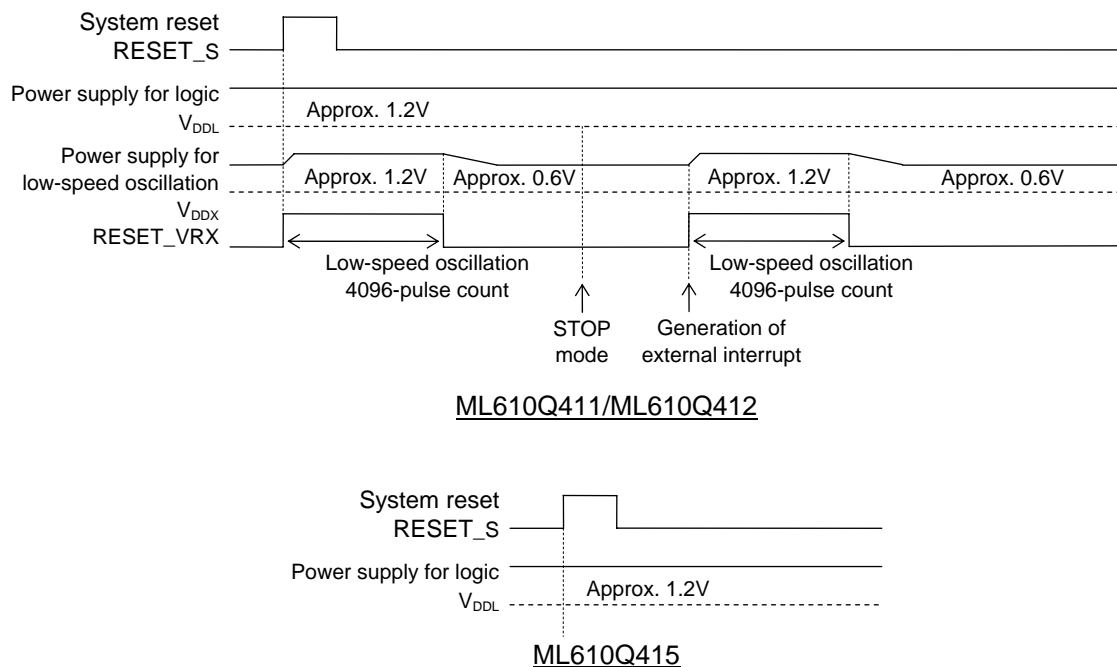 System reset
RESET_S
Power supply for logic
Approx. 1.2V
VDDL
Power supply for
low-speed oscillation
Approx. 1.2V Approx. 0.6V Approx. 1.2V Approx. 0.6V
VDDX
RESET_VRX
Low-speed oscillation
4096-pulse count
Low-speed oscillation
4096-pulse count
STOP
mode
Generation of
external interrupt
ML610Q411/ML610Q412
System reset
RESET_S
Power supply for logic
Approx. 1.2V
VDDL
ML610Q415